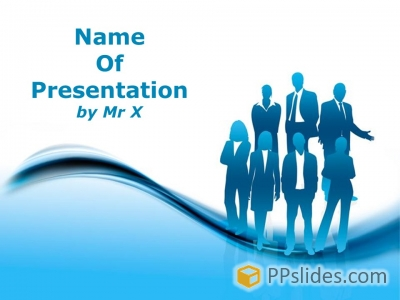 Name
Of
Presentation
by Mr X
PPslides.com